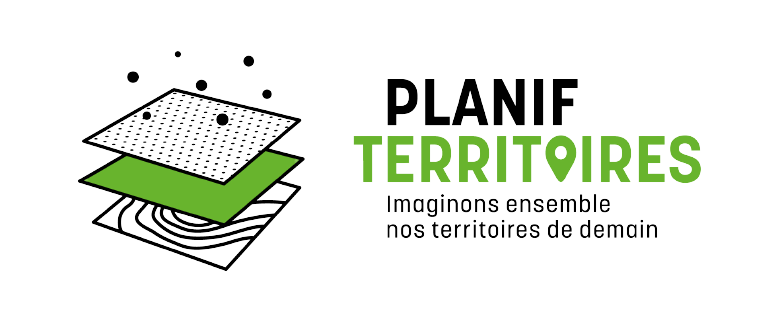 PLANIF
TERRITOIRES
Imaginons ensemble
nos territoires de demain